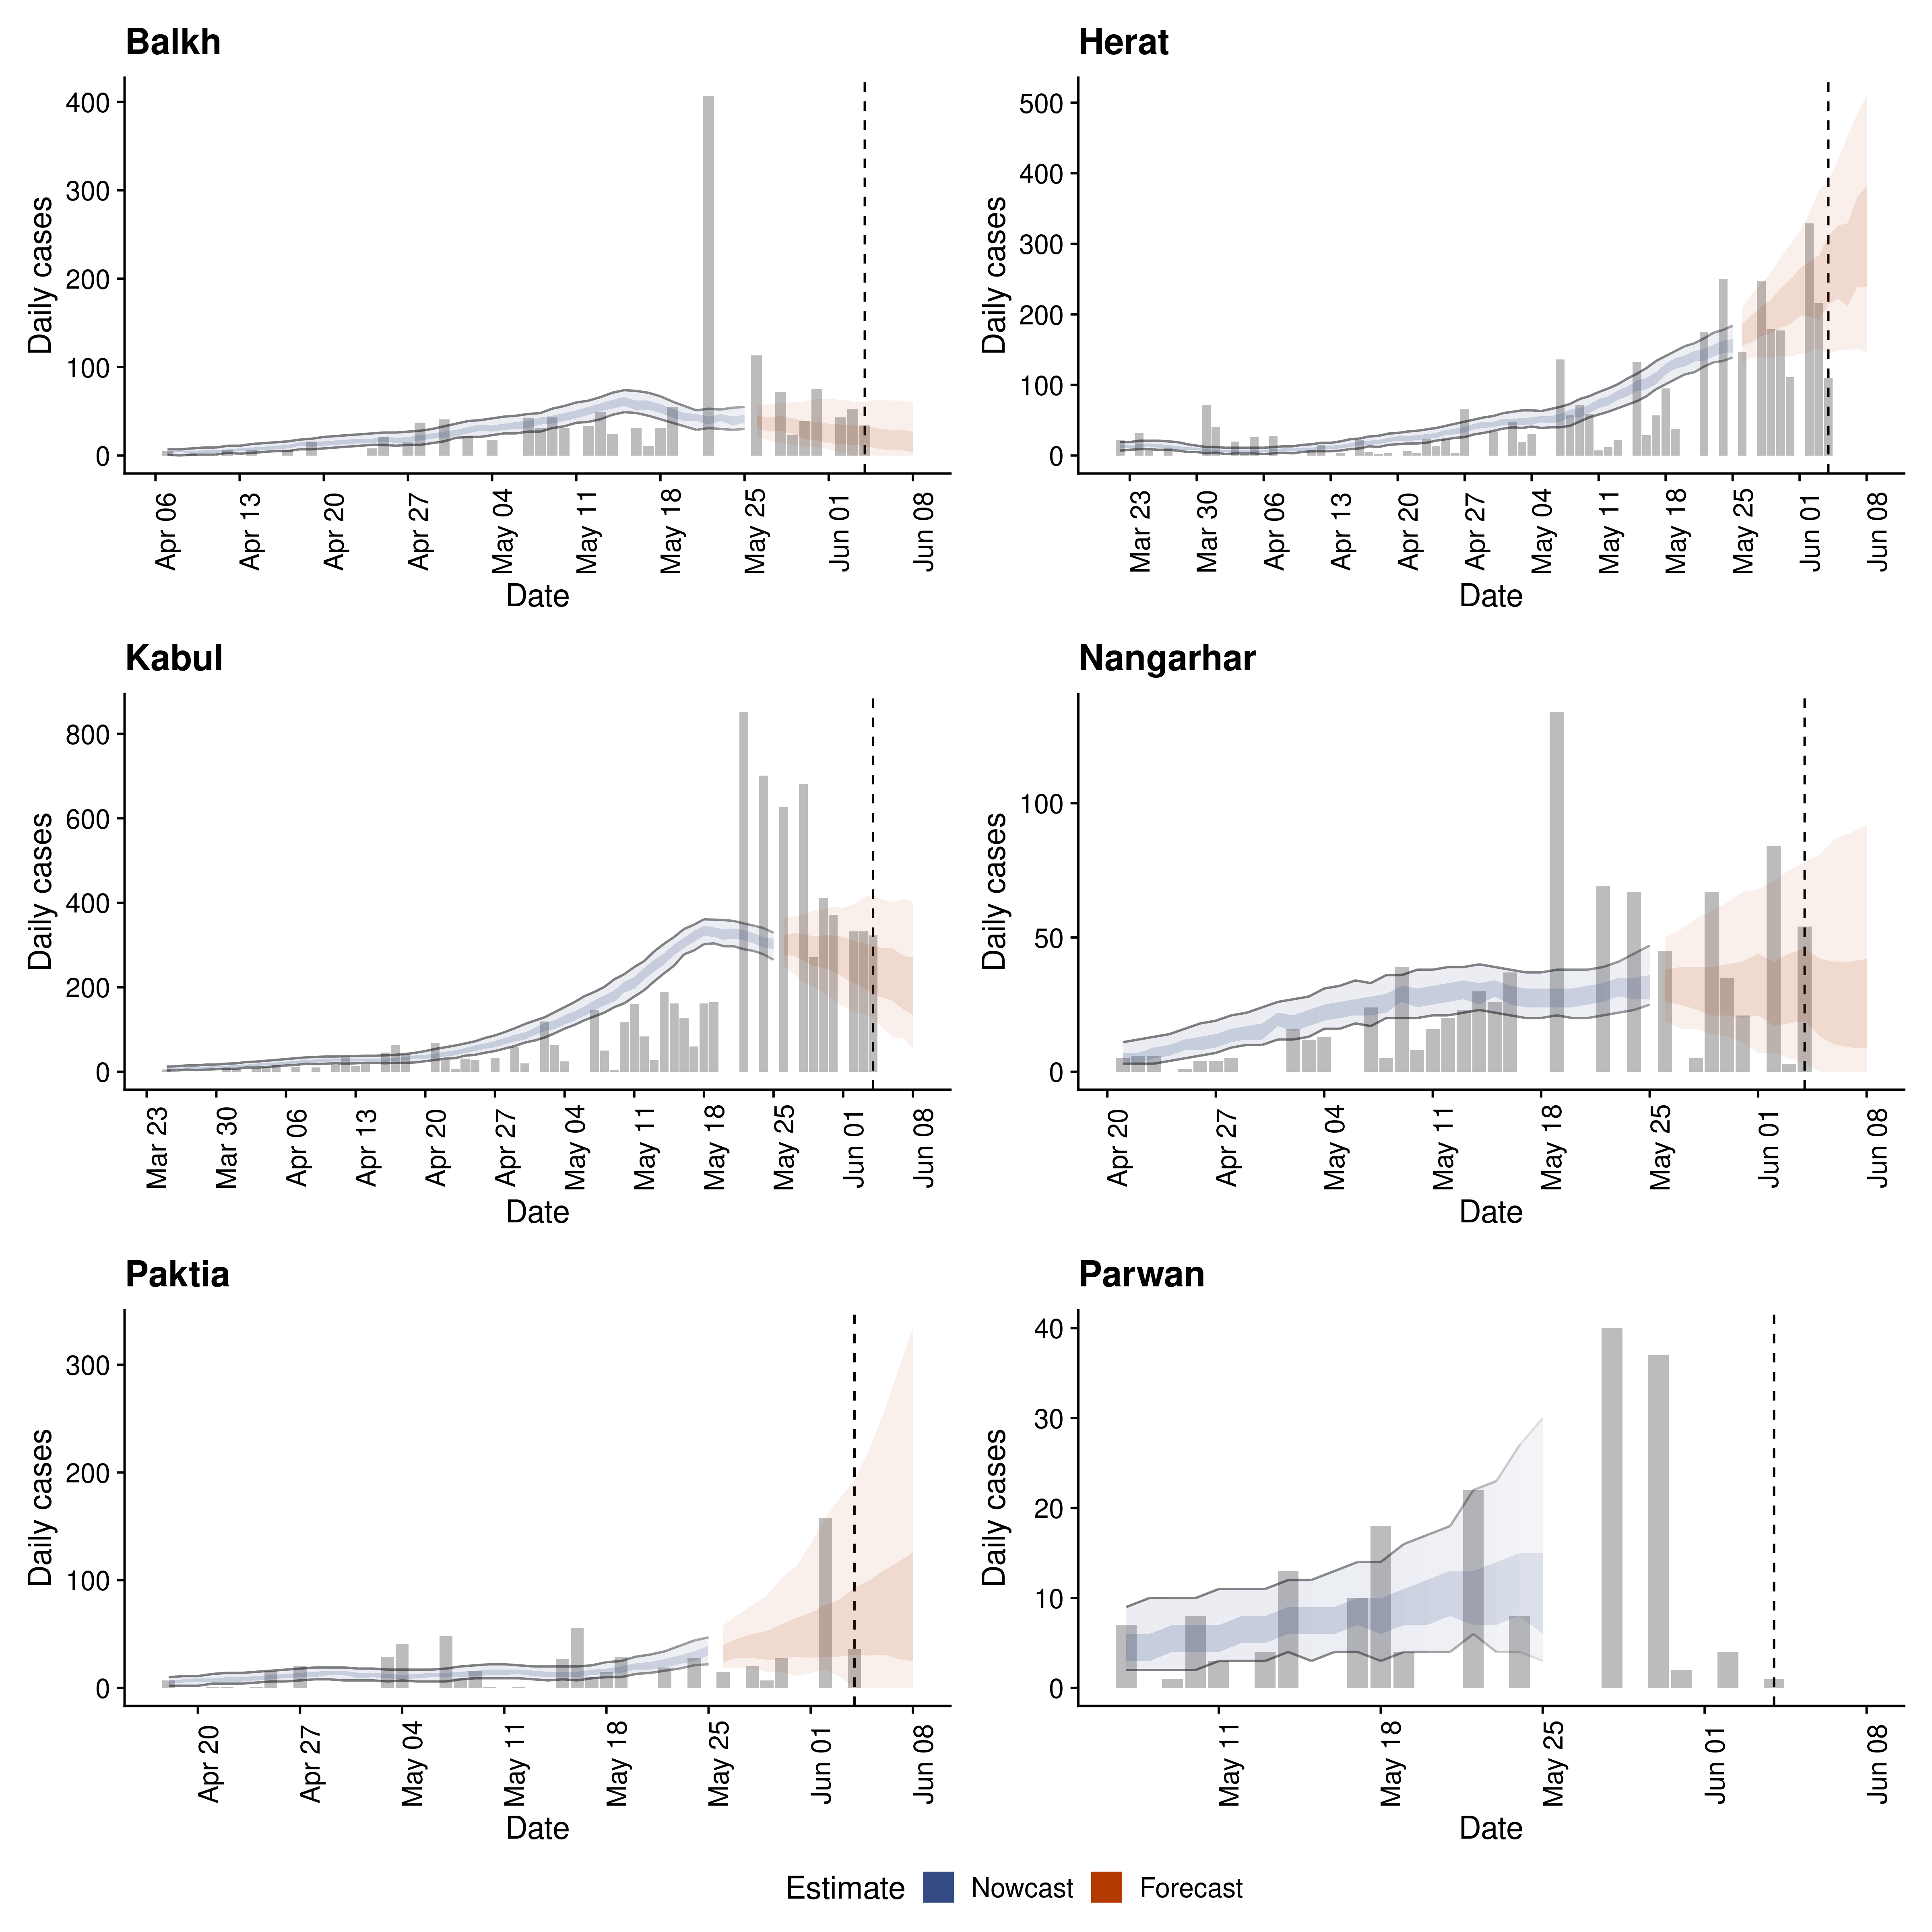 Balkh
Daily cases
400
300
200
100
0
Apr 06
Apr 13
Apr 20
Apr 27
May 04
May 11
May 18
May 25
Jun 01
Jun 08
Date
Herat
Daily cases
500
400
300
200
100
0
Mar 23
Mar 30
Apr 06
Apr 13
Apr 20
Apr 27
May 04
May 11
May 18
May 25
Jun 01
Jun 08
Date
Kabul
Daily cases
800
600
400
200
0
Mar 23
Mar 30
Apr 06
Apr 13
Apr 20
Apr 27
May 04
May 11
May 18
May 25
Jun 01
Jun 08
Date
Nangarhar
Daily cases
100
50
0
Apr 20
Apr 27
May 04
May 11
May 18
May 25
Jun 01
Jun 08
Date
Paktia
Daily cases
300
200
100
0
Apr 20
Apr 27
May 04
May 11
May 18
May 25
Jun 01
Jun 08
Date
Parwan
Daily cases
40
30
20
10
0
May 11
May 18
May 25
Jun 01
Jun 08
Date
Estimate Nowcast Forecast